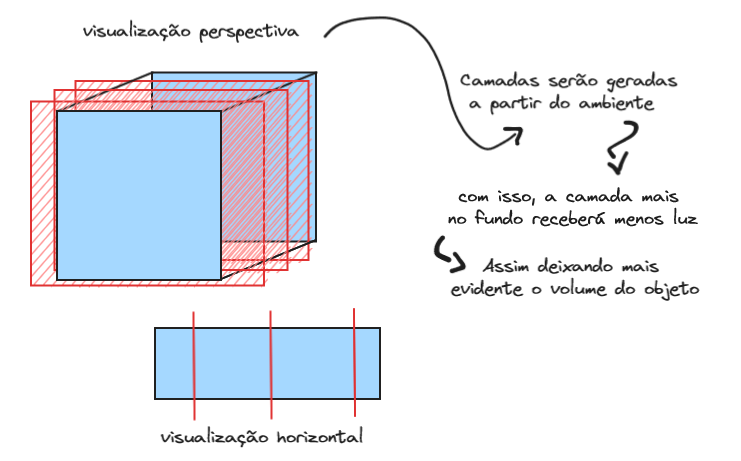 visualização perspectiva
Camadas serão geradas
a partir do ambiente
com isso, a camada mais
no fundo receberá menos luz
Assim deixando mais
evidente o volume do objeto
visualização horizontal